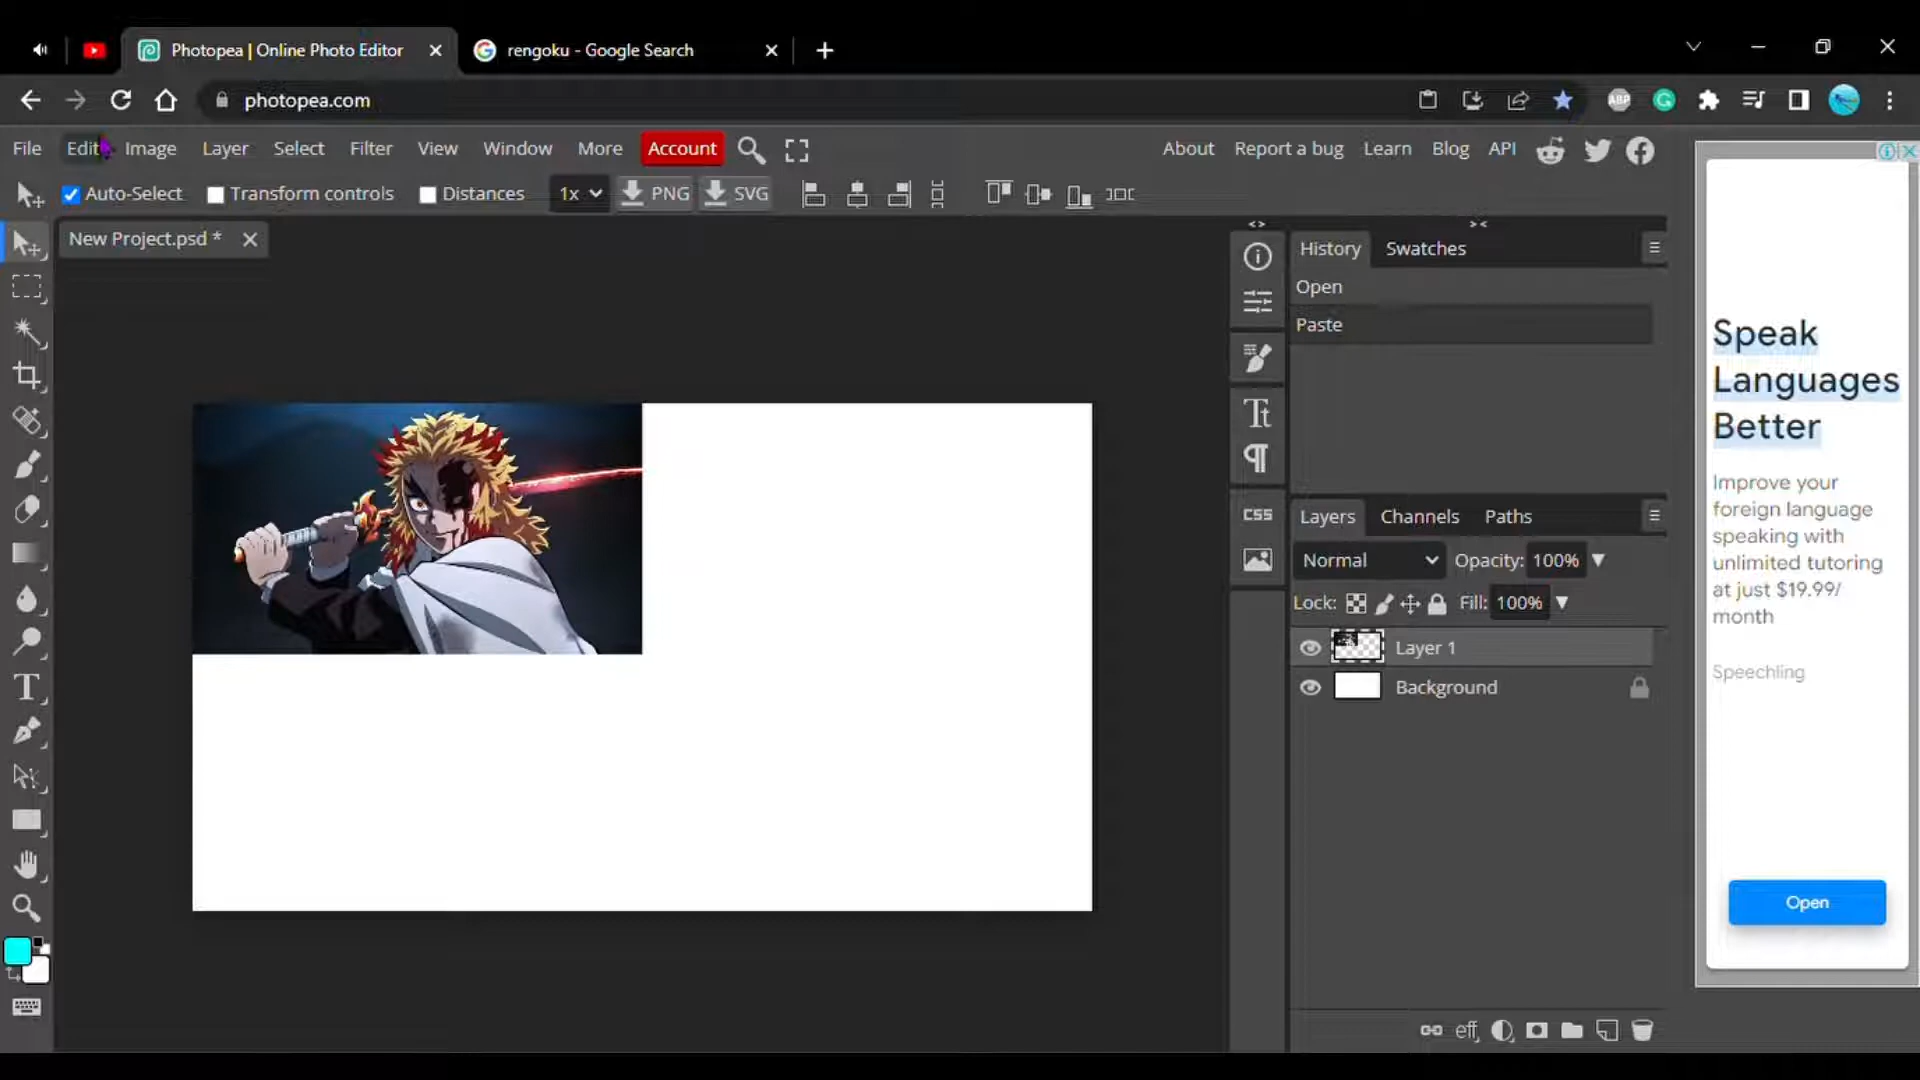 Photopea | Online Photo Editor
rengoku - Google Search
photopea.com
ABP
File Edit Image Layer Select Filter View Window More Account
About Report a bug Learn Blog API
Auto-Select Transform controls Distances 1x PNG SVG
New Project.psd *
History Swatches
Open
Paste
CSS
Layers Channels Paths
Normal Opacity: 100%
Lock: Fill: 100%
Layer 1
Background
eff
Speak
Languages
Better
Improve your
foreign language
speaking with
unlimited tutoring
at just $19.99/
month
Speechling
Open